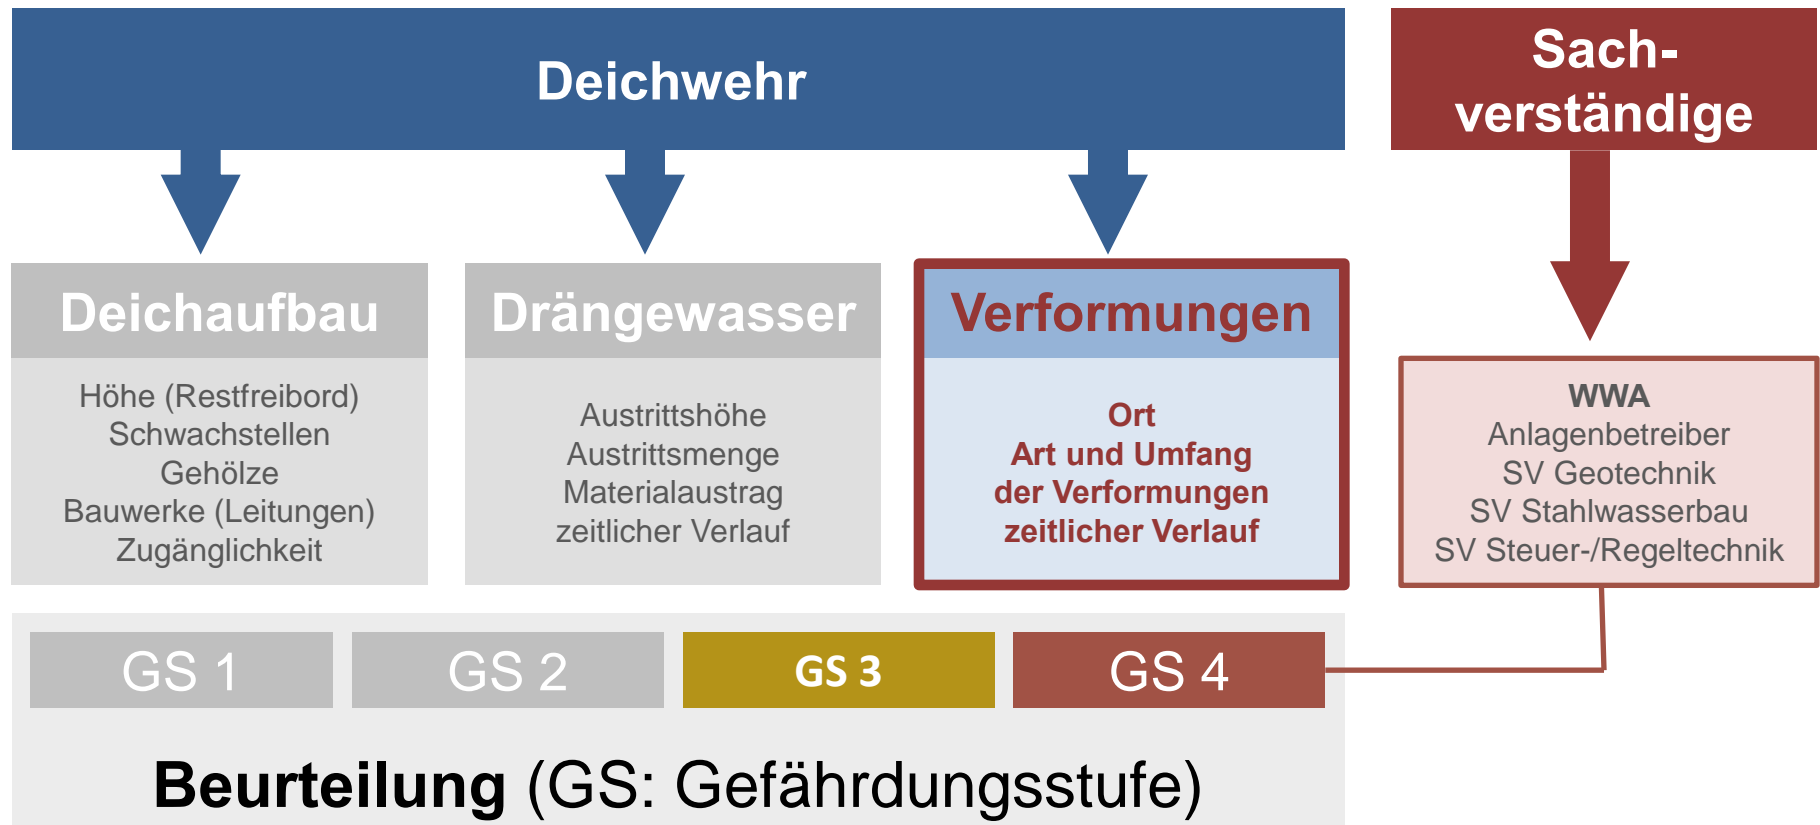 Deichwehr
Sach-
verständige
Deichaufbau
Höhe (Restfreibord)
Schwachstellen
Gehölze
Bauwerke (Leitungen)
Zugänglichkeit
Drängewasser
Austrittshöhe
Austrittsmenge
Materialaustrag
zeitlicher Verlauf
Verformungen
Ort
Art und Umfang
der Verformungen
zeitlicher Verlauf
WWA
Anlagenbetreiber
SV Geotechnik
SV Stahlwasserbau
SV Steuer-/Regeltechnik
GS 1
GS 2
GS 3
GS 4
Beurteilung (GS: Gefährdungsstufe)